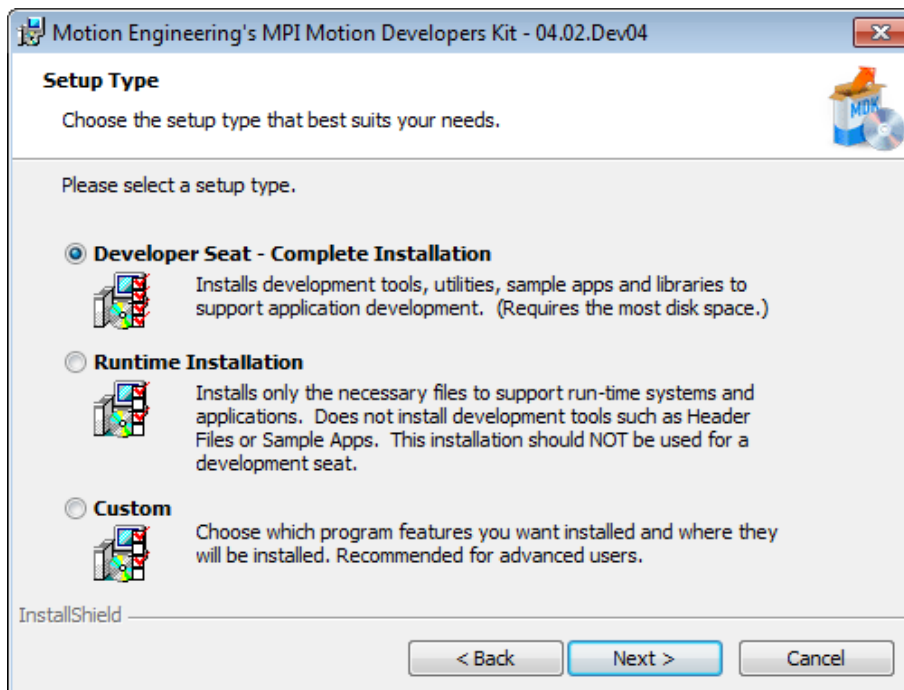 Motion Engineering's MPI Motion Developers Kit - 04.02.Dev04
Setup Type
Choose the setup type that best suits your needs.
MDK
Please select a setup type.
Developer Seat - Complete Installation
Installs development tools, utilities, sample apps and libraries to
support application development.  (Requires the most disk space.)
Runtime Installation
Installs only the necessary files to support run-time systems and
applications.  Does not install development tools such as Header
Files or Sample Apps.  This installation should NOT be used for a
development seat.
Custom
Choose which program features you want installed and where they
will be installed. Recommended for advanced users.
InstallShield
< Back
Next >
Cancel